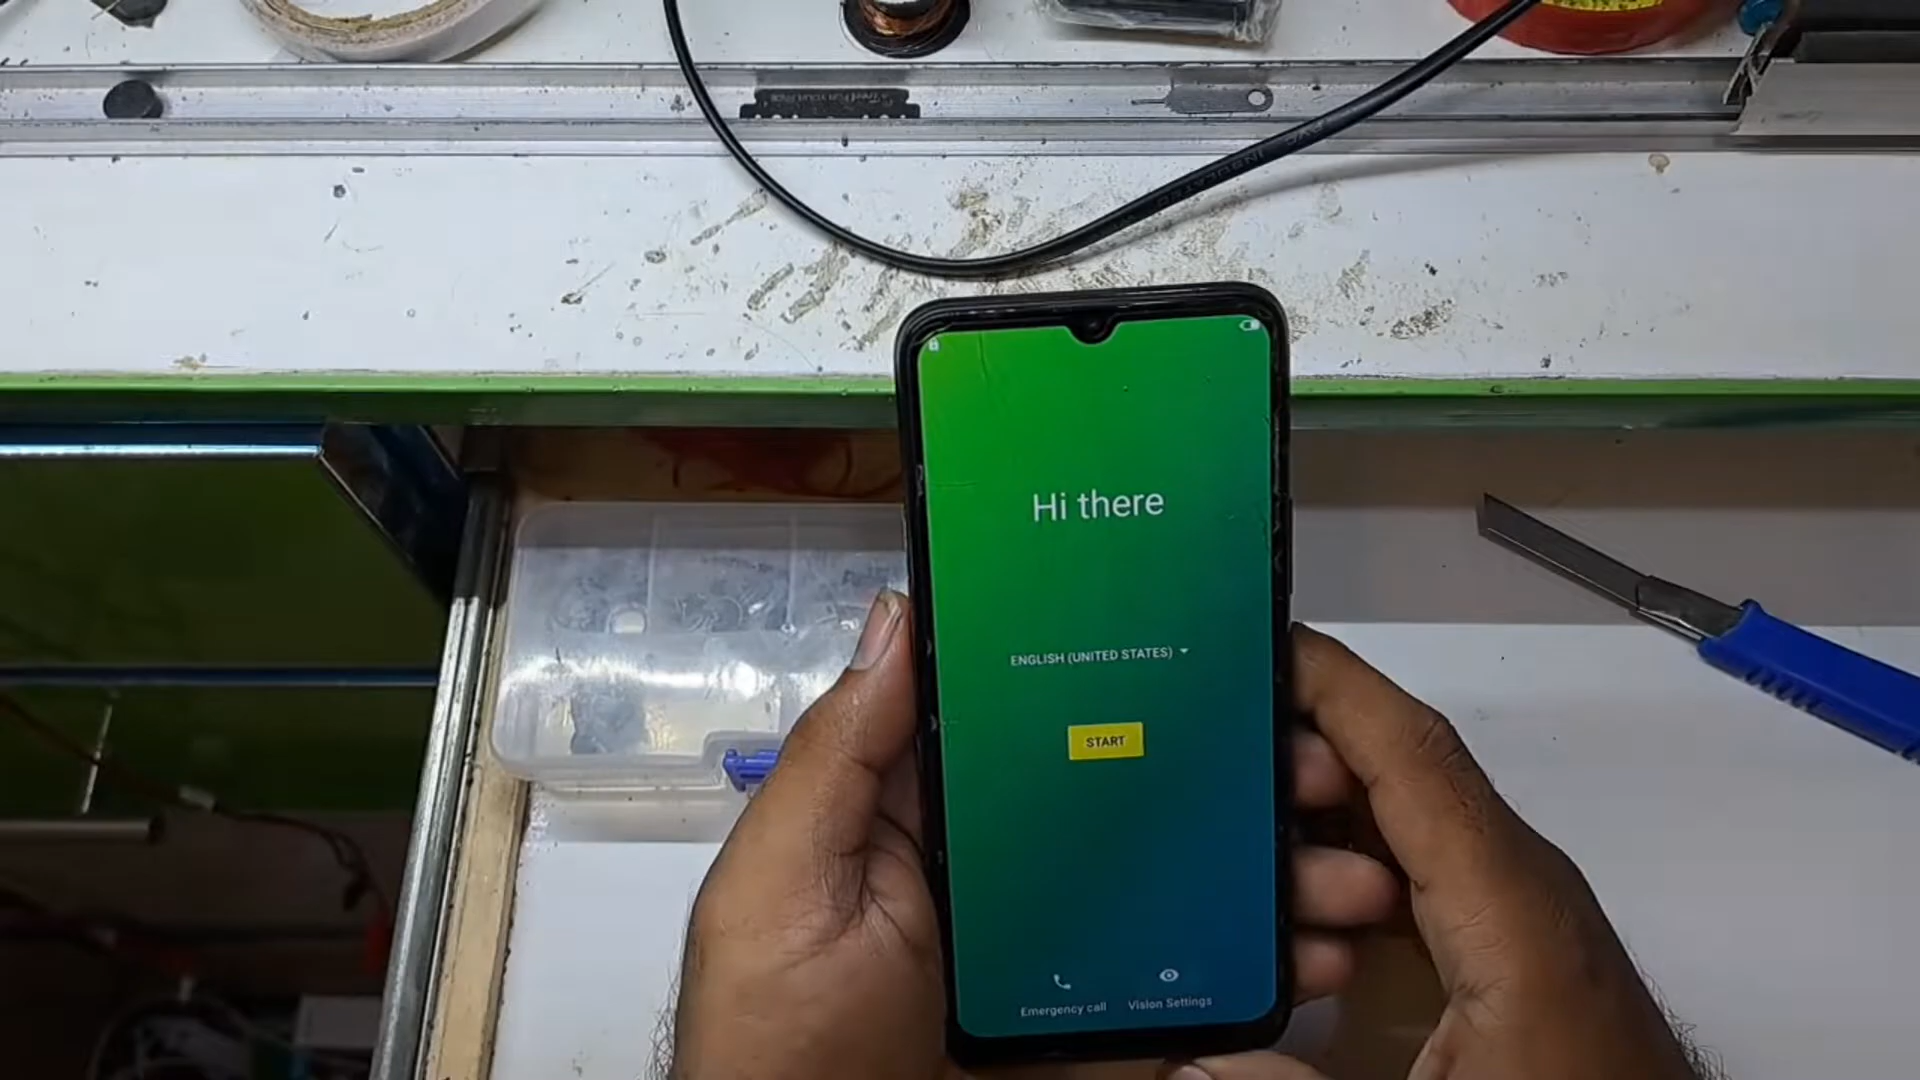 Hi there
ENGLISH (UNITED STATES)
START
Emergency call
Vision Settings